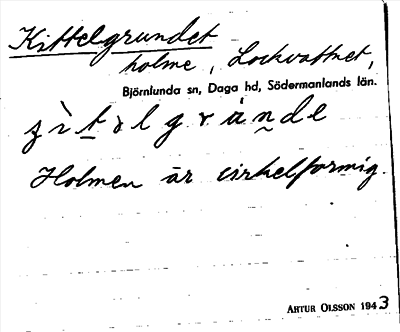 Kittelgrundet
holme, Lockvattnet,
Björnlunda sn, Daga hd, Södermanlands län.
Holmen är cirkelformig.
ARTUR OLSSON 1943